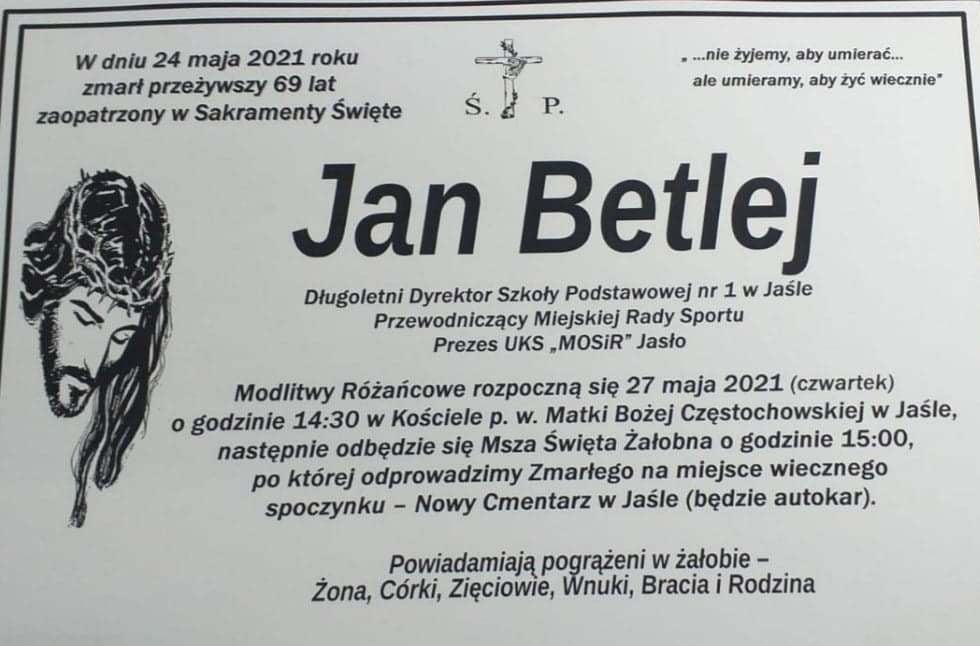 W dniu 24 maja 2021 roku
zmarł przeżywszy 69 lat
zaopatrzony w Sakramenty Święte
Ś. P.
„ ...nie żyjemy, aby umierać...
ale umieramy, aby żyć wiecznie”
Jan Betlej
Długoletni Dyrektor Szkoły Podstawowej nr 1 w Jaśle
Przewodniczący Miejskiej Rady Sportu
Prezes UKS „MOSiR” Jasło
Modlitwy Różańcowe rozpoczną się 27 maja 2021 (czwartek)
o godzinie 14:30 w Kościele p. w. Matki Bożej Częstochowskiej w Jaśle,
następnie odbędzie się Msza Święta Żałobna o godzinie 15:00,
po której odprowadzimy Zmarłego na miejsce wiecznego
spoczynku – Nowy Cmentarz w Jaśle (będzie autokar).
Powiadamiają pogrążeni w żałobie –
Żona, Córki, Zięciowie, Wnuki, Bracia i Rodzina